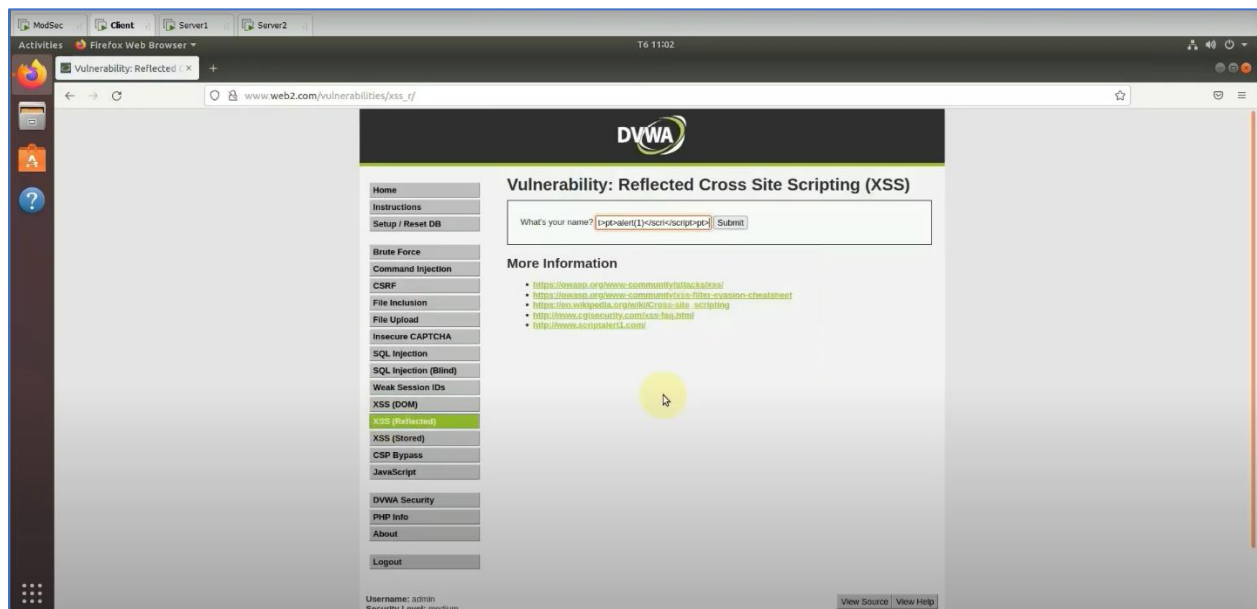 ModSec Client Server1 Server2
Activities Firefox Web Browser T6 11:02
Vulnerability: Reflected C
www.web2.com/vulnerabilities/xss_r/
DVWA
Home
Instructions
Setup / Reset DB
Brute Force
Command Injection
CSRF
File Inclusion
File Upload
Insecure CAPTCHA
SQL Injection
SQL Injection (Blind)
Weak Session IDs
XSS (DOM)
XSS (Reflected)
XSS (Stored)
CSP Bypass
JavaScript
DVWA Security
PHP Info
About
Logout
Username: admin
Security Level: medium
Vulnerability: Reflected Cross Site Scripting (XSS)
What's your name? t>pt>alert(1)</scri</script>pt> Submit
More Information
https://owasp.org/www-community/attacks/xss/
https://owasp.org/www-community/xss-filter-evasion-cheatsheet
https://en.wikipedia.org/wiki/Cross-site_scripting
http://www.cgisecurity.com/xss-faq.html
http://www.scriptalert1.com/
View Source View Help